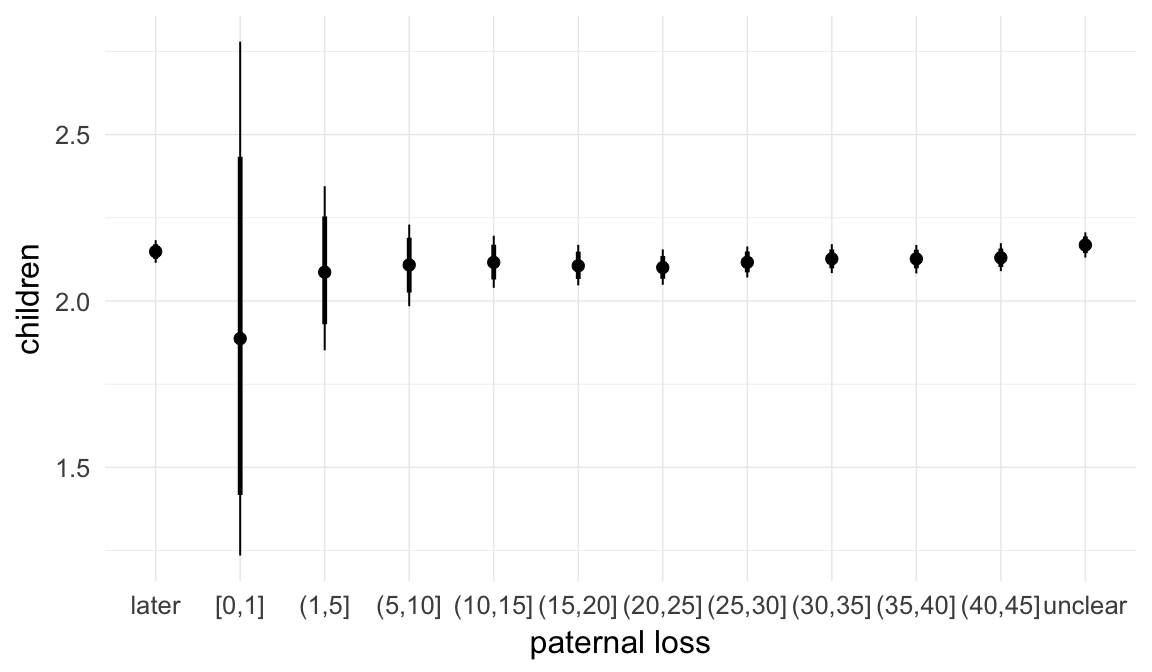 children
2.5
2.0
1.5
later [0,1] (1,5] (5,10] (10,15] (15,20] (20,25] (25,30] (30,35] (35,40] (40,45] unclear
paternal loss